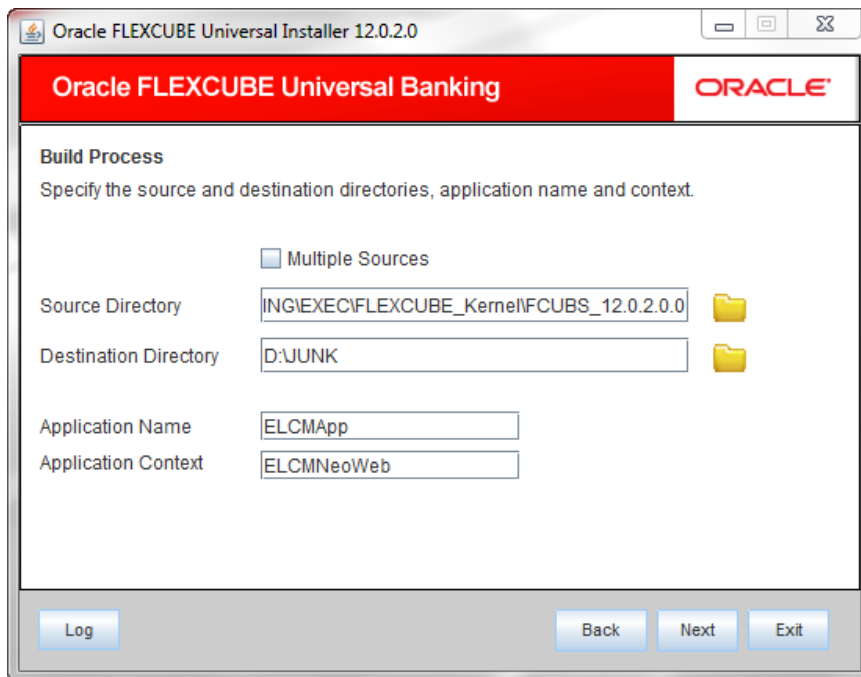 Oracle FLEXCUBE Universal Installer 12.0.2.0
Oracle FLEXCUBE Universal Banking
ORACLE®
Build Process
Specify the source and destination directories, application name and context.
Multiple Sources
Source Directory ING\EXEC\FLEXCUBE_Kernel\FCUBS_12.0.2.0.0
Destination Directory D:\JUNK
Application Name ELCMApp
Application Context ELCMNeoWeb
Log Back Next Exit